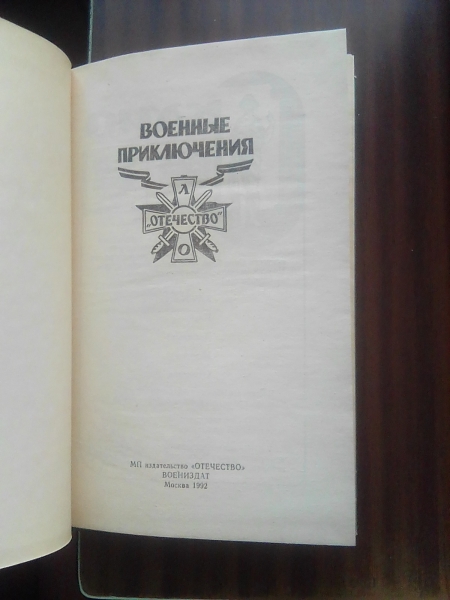 ВОЕННЫЕ
ПРИКЛЮЧЕНИЯ
Л
„ОТЕЧЕСТВО"
О
МП издательство «ОТЕЧЕСТВО»
ВОЕНИЗДАТ
Москва 1992